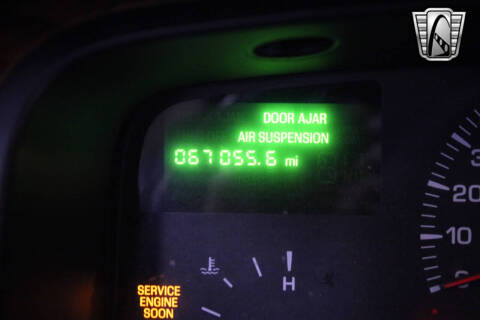 DOOR AJAR
AIR SUSPENSION
067055.6 mi
30
20
10
H
SERVICE
ENGINE
SOON